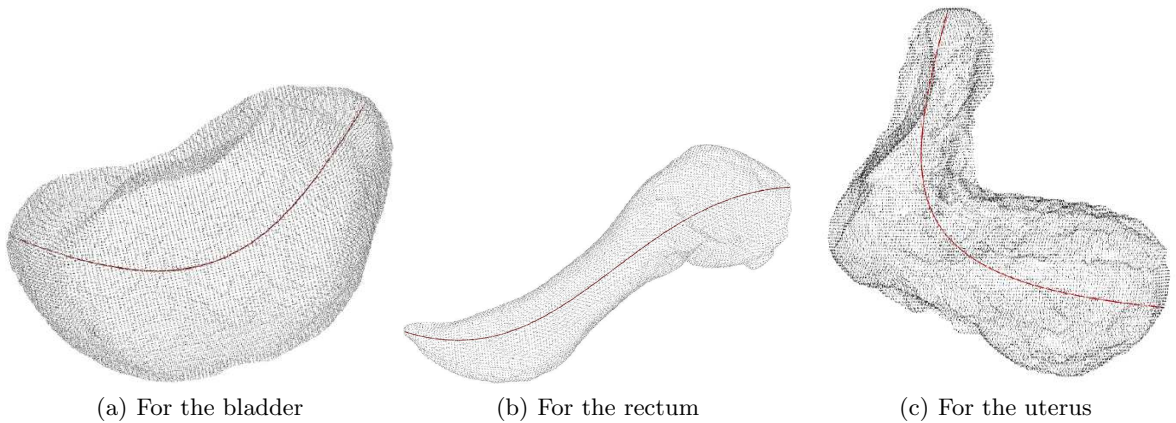 (a) For the bladder
(b) For the rectum
(c) For the uterus